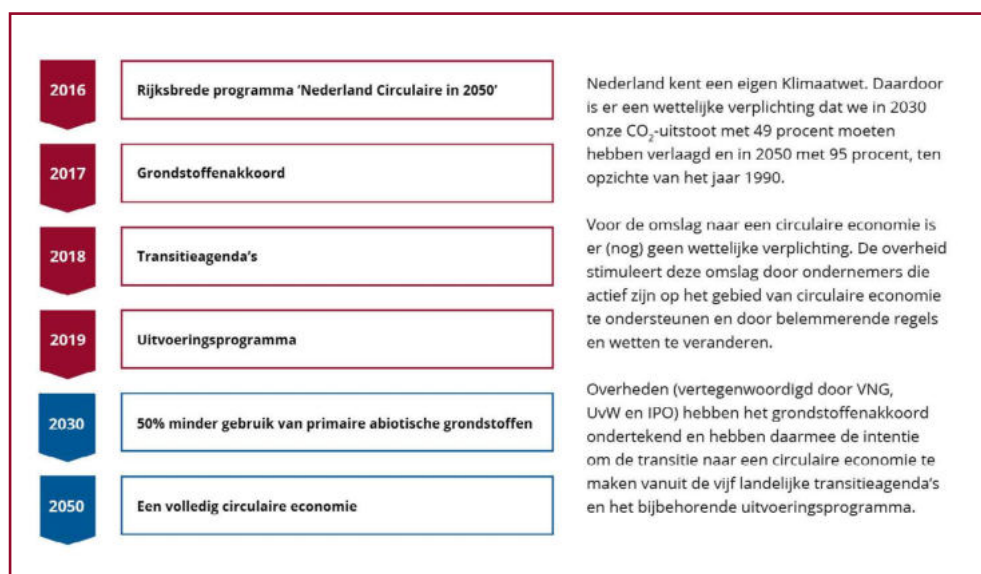 2016
Rijksbrede programma ‘Nederland Circulaire in 2050’
2017
Grondstoffenakkoord
2018
Transitieagenda’s
2019
Uitvoeringsprogramma
2030
50% minder gebruik van primaire abiotische grondstoffen
2050
Een volledig circulaire economie
Nederland kent een eigen Klimaatwet. Daardoor
is er een wettelijke verplichting dat we in 2030
onze CO₂-uitstoot met 49 procent moeten
hebben verlaagd en in 2050 met 95 procent, ten
opzichte van het jaar 1990.
Voor de omslag naar een circulaire economie is
er (nog) geen wettelijke verplichting. De overheid
stimuleert deze omslag door ondernemers die
actief zijn op het gebied van circulaire economie
te ondersteunen en door belemmerende regels
en wetten te veranderen.
Overheden (vertegenwoordigd door VNG,
UvW en IPO) hebben het grondstoffenakkoord
ondertekend en hebben daarmee de intentie
om de transitie naar een circulaire economie te
maken vanuit de vijf landelijke transitieagenda’s
en het bijbehorende uitvoeringsprogramma.